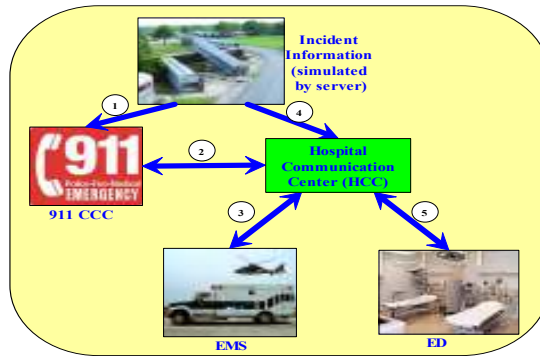 Incident
Information
(simulated
by server)
1
4
911
Police-Fire-Medical
EMERGENCY
2
Hospital
Communication
Center (HCC)
911 CCC
3
5
EMS
ED